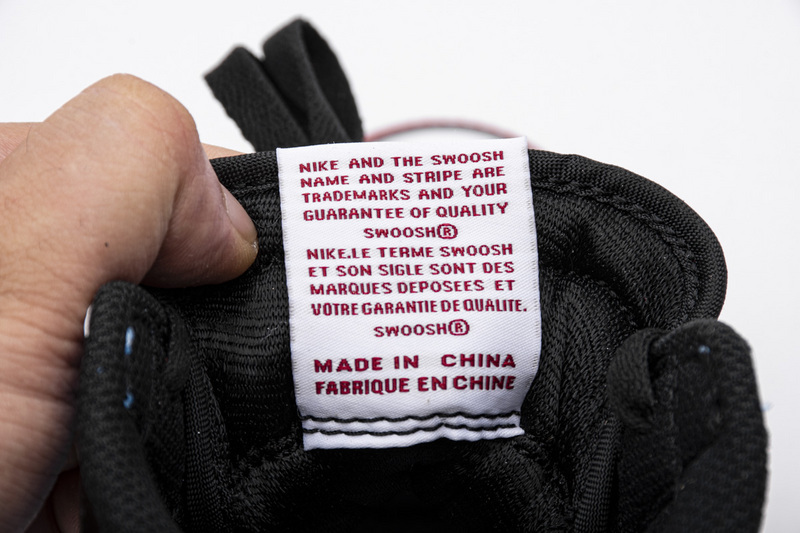 NIKE AND THE SWOOSH
NAME AND STRIPE ARE
TRADEMARKS AND YOUR
GUARANTEE OF QUALITY
SWOOSH®
NIKE.LE TERME SWOOSH
ET SON SIGLE SONT DES
MARQUES DEPOSEES ET
VOTRE GARANTIE DE QUALITE.
SWOOSH®
MADE IN CHINA
FABRIQUE EN CHINE